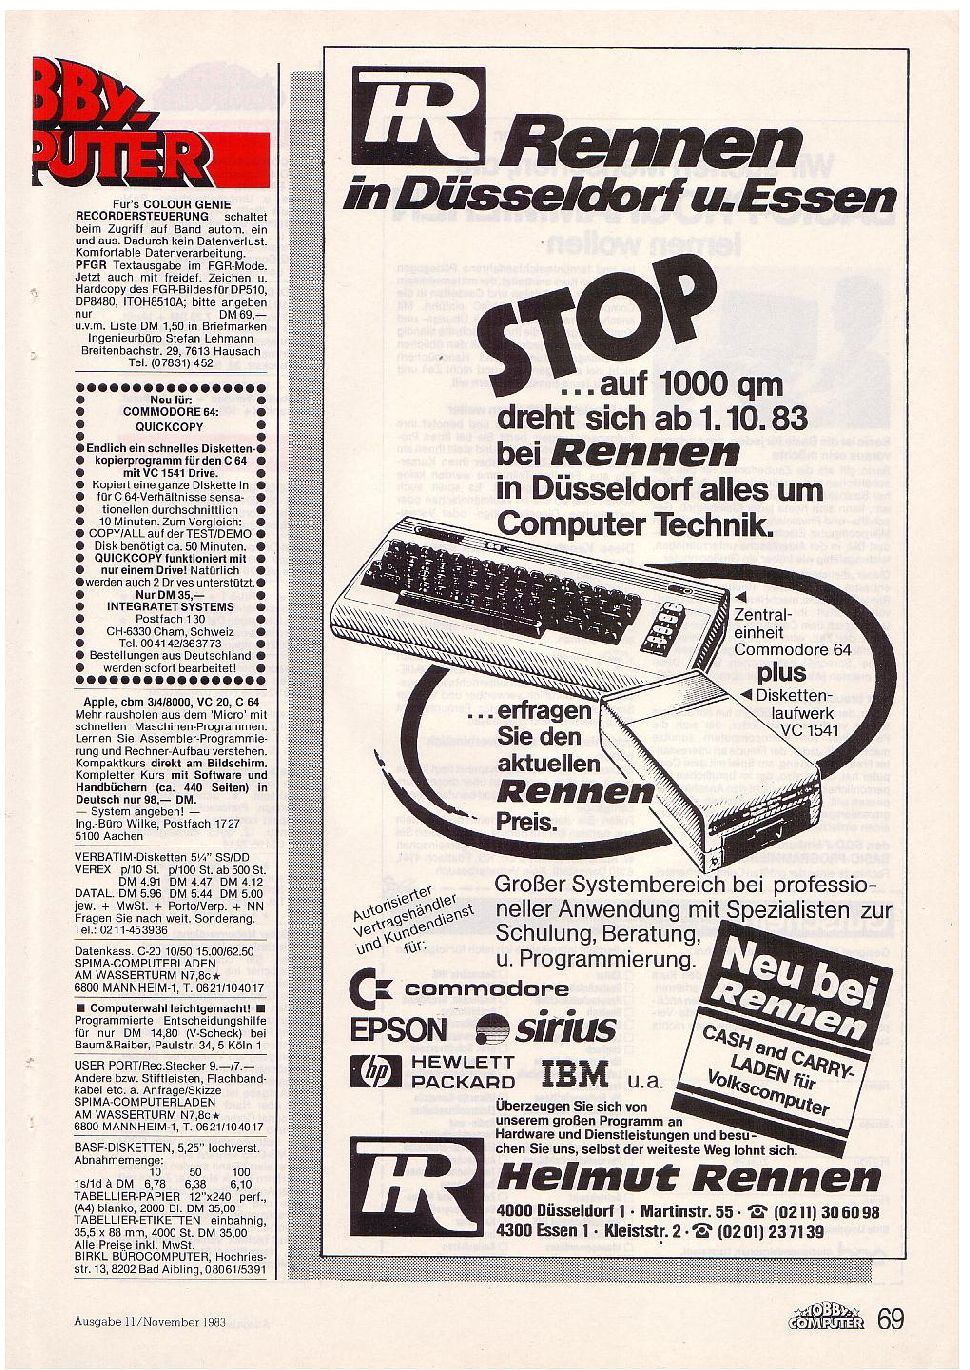 BBY-
PUTER
Für's COLOUR GENIE
RECORDERSTEUERUNG schaltet
beim Zugriff auf Band autom. ein
und aus. Dadurch kein Datenverlust.
Komfortable Datenverarbeitung.
PFGR Textausgabe im FGR-Mode.
Jetzt auch mit freidef. Zeichen u.
Hardcopy des FGR-Bildes für DP510,
DP8480, ITOH8510A; bitte angeben
nur DM 69,—
u.v.m. Liste DM 1,50 in Briefmarken
Ingenieurbüro Stefan Lehmann
Breitenbachstr. 29, 7613 Hausach
Tel. (07831) 452
Neu für:
COMMODORE 64:
QUICKCOPY
Endlich ein schnelles Disketten-
kopierprogramm für den C 64
mit VC 1541 Drive.
Kopiert eine ganze Diskette in
für C 64-Verhältnisse sensa-
tionellen durchschnittlich
10 Minuten. Zum Vergleich:
COPY/ALL auf der TEST/DEMO
Disk benötigt ca. 50 Minuten.
QUICKCOPY funktioniert mit
nur einem Drive! Natürlich
werden auch 2 Drives unterstützt.
Nur DM 35,—
INTEGRATET SYSTEMS
Postfach 130
CH-6330 Cham, Schweiz
Tel. 004142/363773
Bestellungen aus Deutschland
werden sofort bearbeitet!
Apple, cbm 3/4/8000, VC 20, C 64
Mehr rausholen aus dem 'Micro' mit
schnellen Maschinen-Programmen.
Lernen Sie Assembler-Programmie-
rung und Rechner-Aufbau verstehen.
Kompaktkurs direkt am Bildschirm.
Kompletter Kurs mit Software und
Handbüchern (ca. 440 Seiten) in
Deutsch nur 98,— DM.
— System angeben! —
Ing.-Büro Wilke, Postfach 1727
5100 Aachen
VERBATIM-Disketten 5¼" SS/DD
VEREX p/10 St. p/100 St. ab 500 St.
DM 4.91 DM 4.47 DM 4.12
DATAL. DM 5.96 DM 5.44 DM 5.00
jew. + MwSt. + Porto/Verp. + NN
Fragen Sie nach weit. Sonderang.
Tel.: 0211-453936
Datenkass. C-20 10/50 15.00/62.50
SPIMA-COMPUTERLADEN
AM WASSERTURM N7,8c★
6800 MANNHEIM-1, T. 0621/104017
■ Computerwahl leichtgemacht! ■
Programmierte Entscheidungshilfe
für nur DM 14,80 (V-Scheck) bei
Baum&Raiber, Paulstr. 34, 5 Köln 1
USER PORT/Rec.Stecker 9.—/7.—
Andere bzw. Stiftleisten, Flachband-
kabel etc. a. Anfrage/Skizze
SPIMA-COMPUTERLADEN
AM WASSERTURM N7,8c★
6800 MANNHEIM-1, T. 0621/104017
BASF-DISKETTEN, 5,25" lochverst.
Abnahmemenge:
10 50 100
1s/1d à DM 6,78 6,38 6,10
TABELLIER-PAPIER 12"x240 perf.,
(A4) blanko, 2000 Bl. DM 35,00
TABELLIER-ETIKETTEN einbahnig,
35,5 x 88 mm, 4000 St. DM 35,00
Alle Preise inkl. MwSt.
BIRKL BÜROCOMPUTER, Hochries-
str. 13, 8202 Bad Aibling, 08061/5391
HR Rennen
in Düsseldorf u. Essen
STOP
...auf 1000 qm
dreht sich ab 1.10.83
bei Rennen
in Düsseldorf alles um
Computer Technik.
Zentral-
einheit
Commodore 64
plus
Disketten-
laufwerk
VC 1541
...erfragen
Sie den
aktuellen
Rennen
Preis.
Großer Systembereich bei professio-
neller Anwendung mit Spezialisten zur
Schulung, Beratung,
u. Programmierung.
Autorisierter
Vertragshändler
und Kundendienst
für:
commodore
EPSON sirius
hp HEWLETT
PACKARD IBM u.a.
Neu bei
Rennen
CASH and CARRY-
LADEN für
Volkscomputer
Überzeugen Sie sich von
unserem großen Programm an
Hardware und Dienstleistungen und besu-
chen Sie uns, selbst der weiteste Weg lohnt sich.
HR Helmut Rennen
4000 Düsseldorf 1 · Martinstr. 55 · ☎ (0211) 30 60 98
4300 Essen 1 · Kleiststr. 2 · ☎ (0201) 23 71 39
Ausgabe 11/November 1983
HOBBY
COMPUTER 69